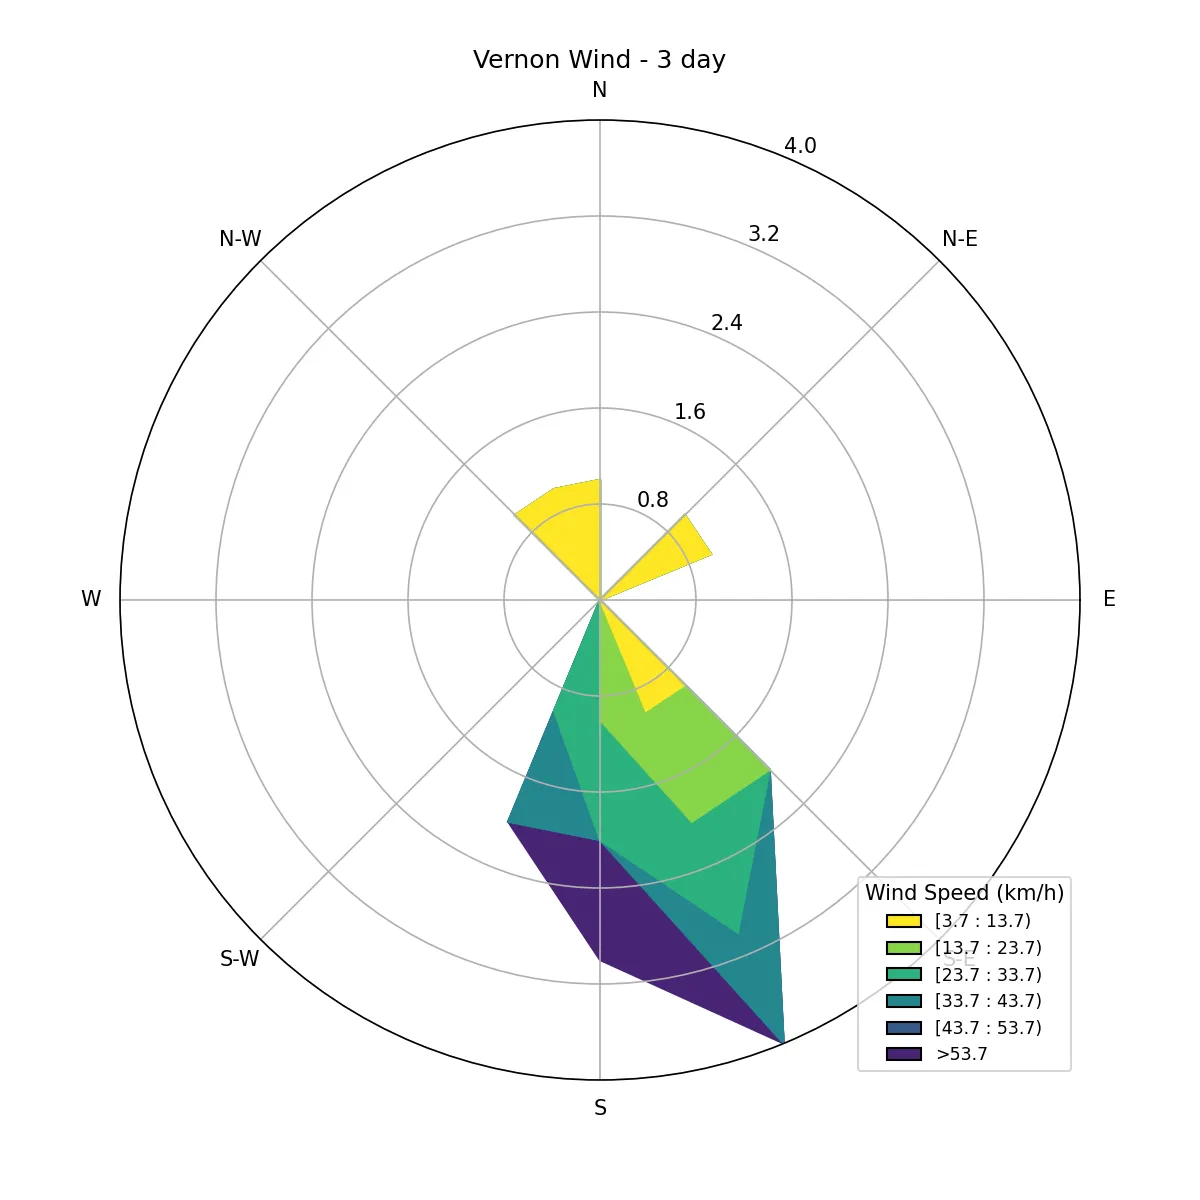 Vernon Wind - 3 day
N
4.0
N-W
3.2
N-E
2.4
1.6
0.8
W
E
Wind Speed (km/h)
[3.7 : 13.7)
[13.7 : 23.7)
S-W
S-E
[23.7 : 33.7)
[33.7 : 43.7)
[43.7 : 53.7)
>53.7
S